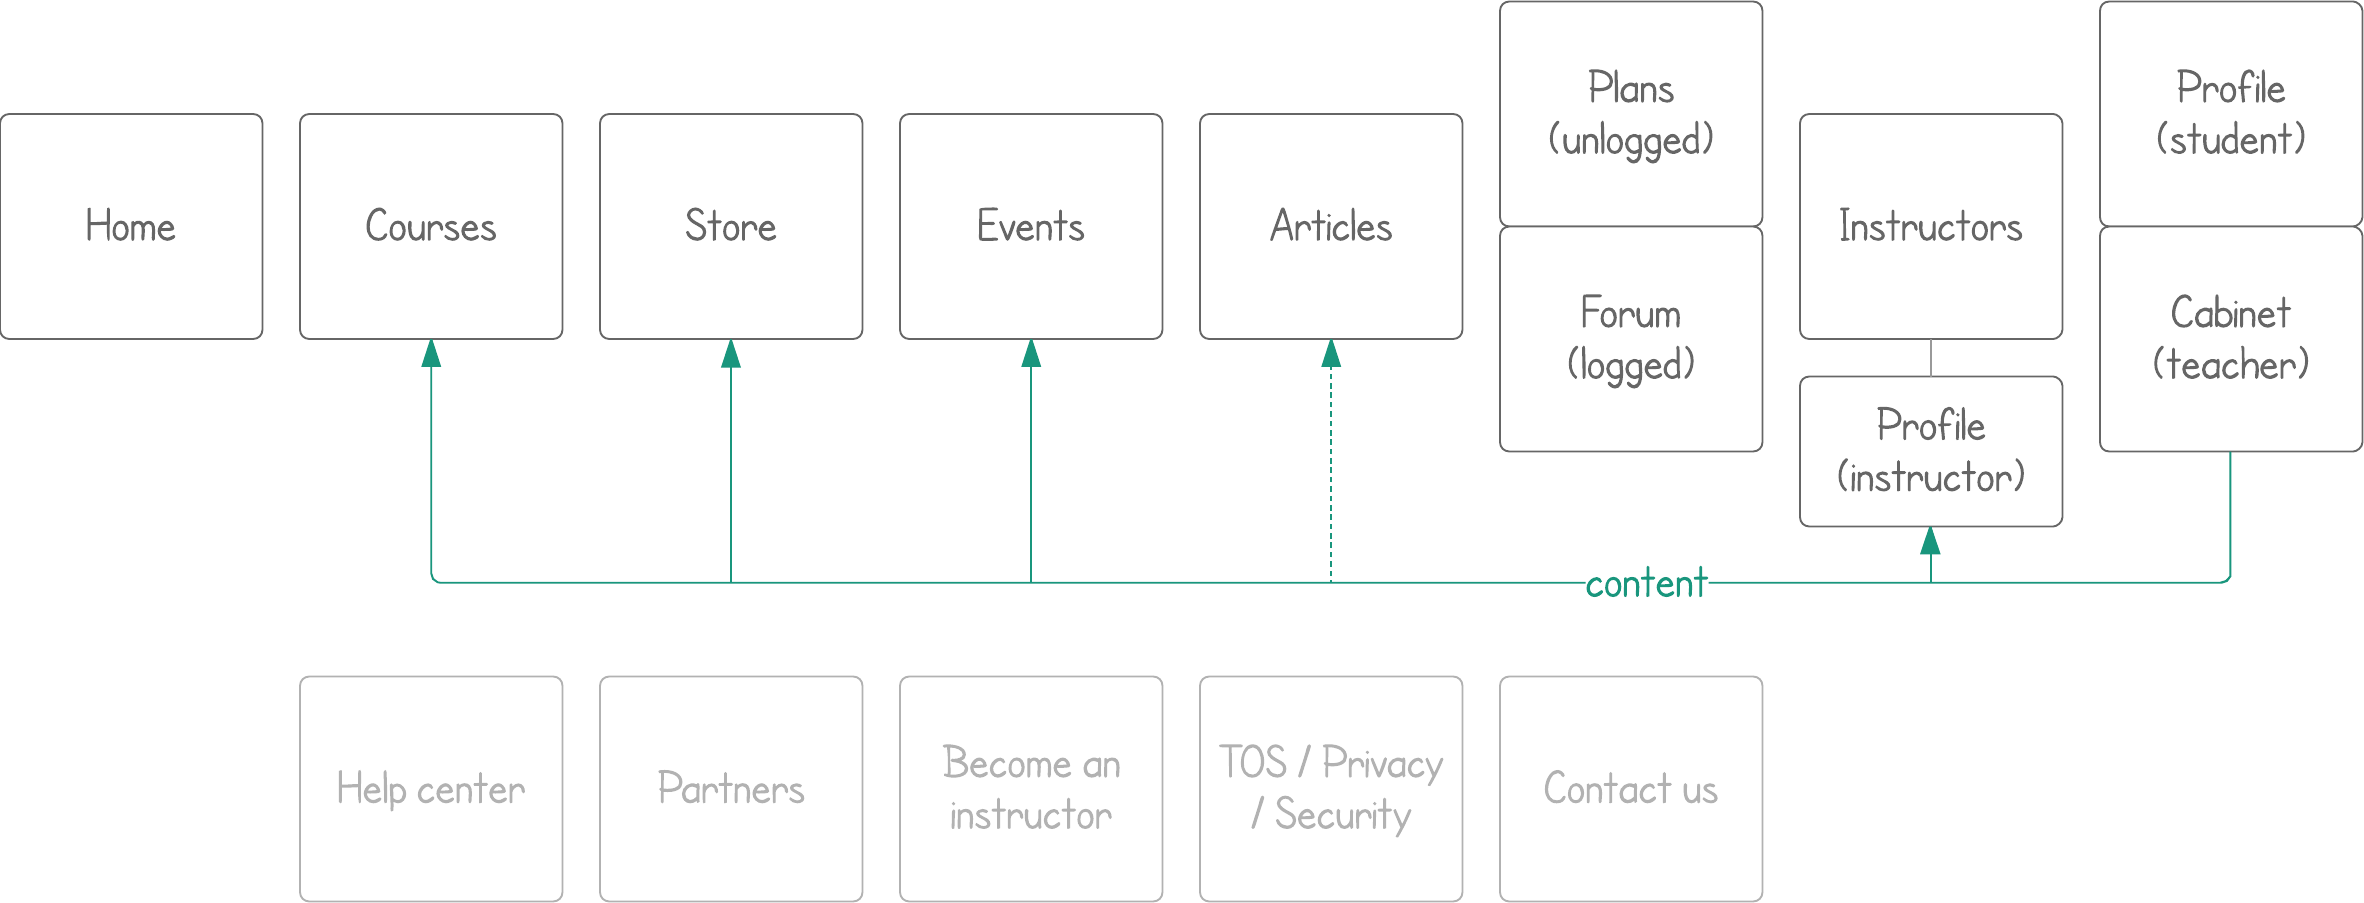 Home
Courses
Store
Events
Articles
Plans
(unlogged)
Forum
(logged)
Instructors
Profile
(instructor)
Profile
(student)
Cabinet
(teacher)
content
Help center
Partners
Become an
instructor
TOS / Privacy
/ Security
Contact us